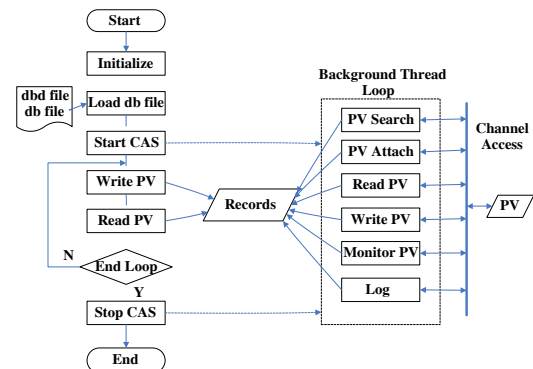 Start
Initialize
dbd file
db file
Load db file
Start CAS
Write PV
Read PV
N
End Loop
Y
Stop CAS
End
Records
Background Thread
Loop
PV Search
PV Attach
Read PV
Write PV
Monitor PV
Log
Channel
Access
PV